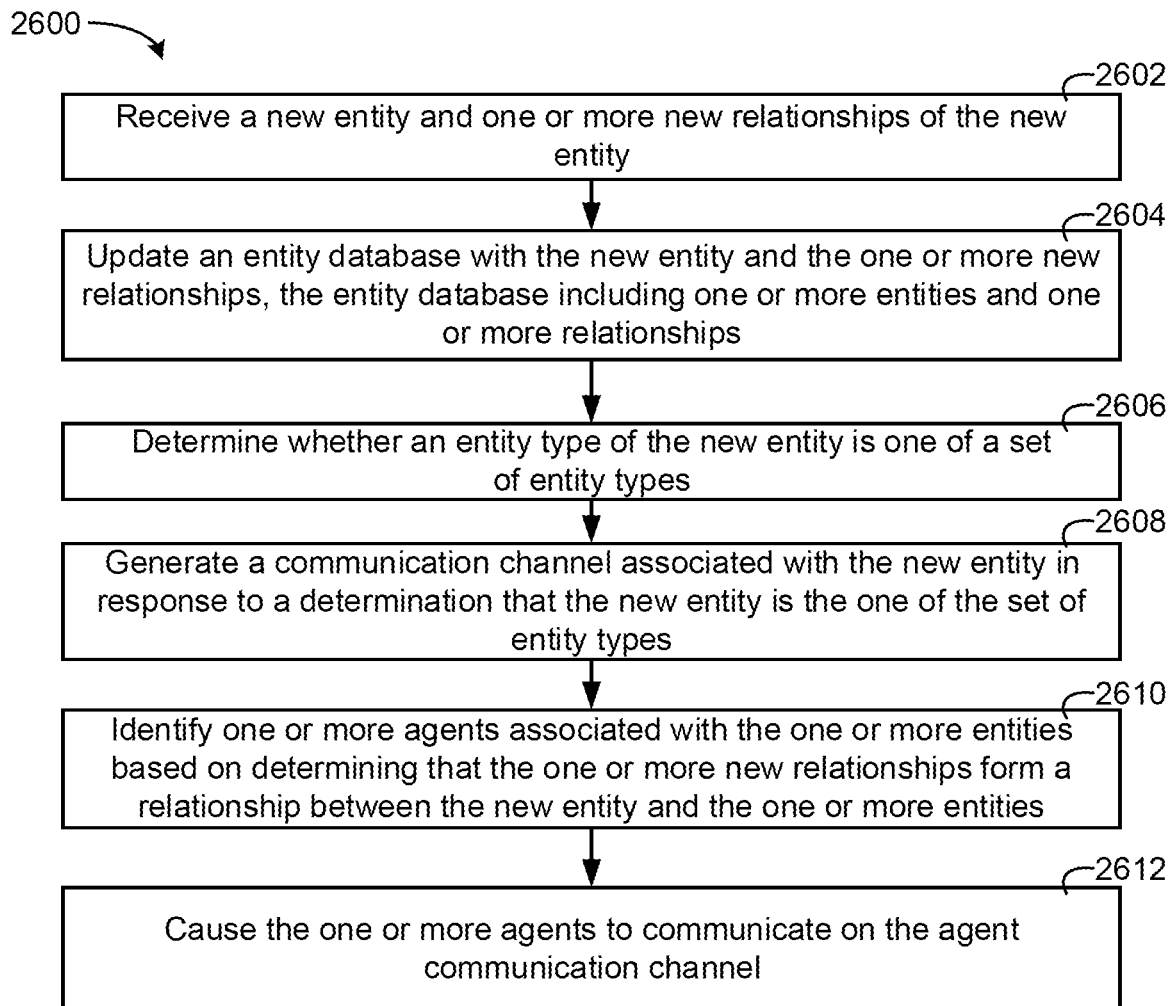 2600
2602
Receive a new entity and one or more new relationships of the new
entity
2604
Update an entity database with the new entity and the one or more new
relationships, the entity database including one or more entities and one
or more relationships
2606
Determine whether an entity type of the new entity is one of a set
of entity types
2608
Generate a communication channel associated with the new entity in
response to a determination that the new entity is the one of the set of
entity types
2610
Identify one or more agents associated with the one or more entities
based on determining that the one or more new relationships form a
relationship between the new entity and the one or more entities
2612
Cause the one or more agents to communicate on the agent
communication channel